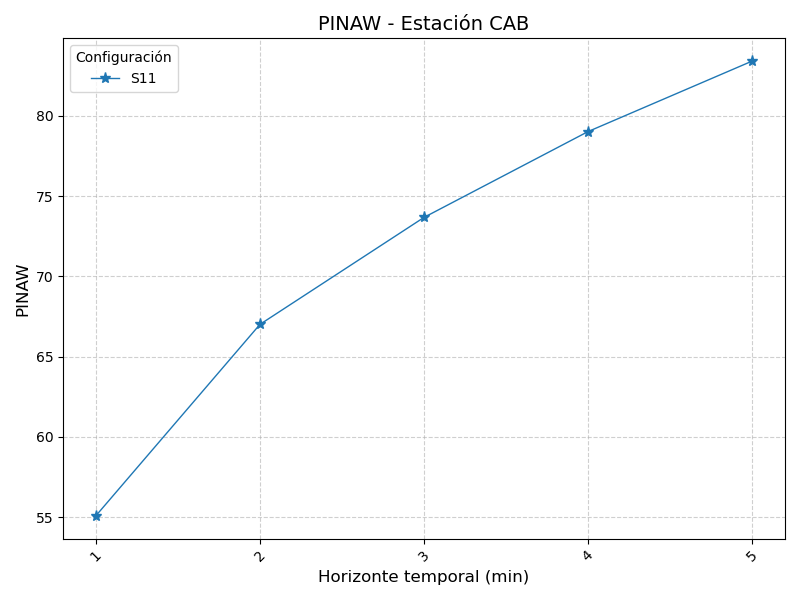 PINAW - Estación CAB
Configuración
S11
PINAW
80
75
70
65
60
55
1
2
3
4
5
Horizonte temporal (min)